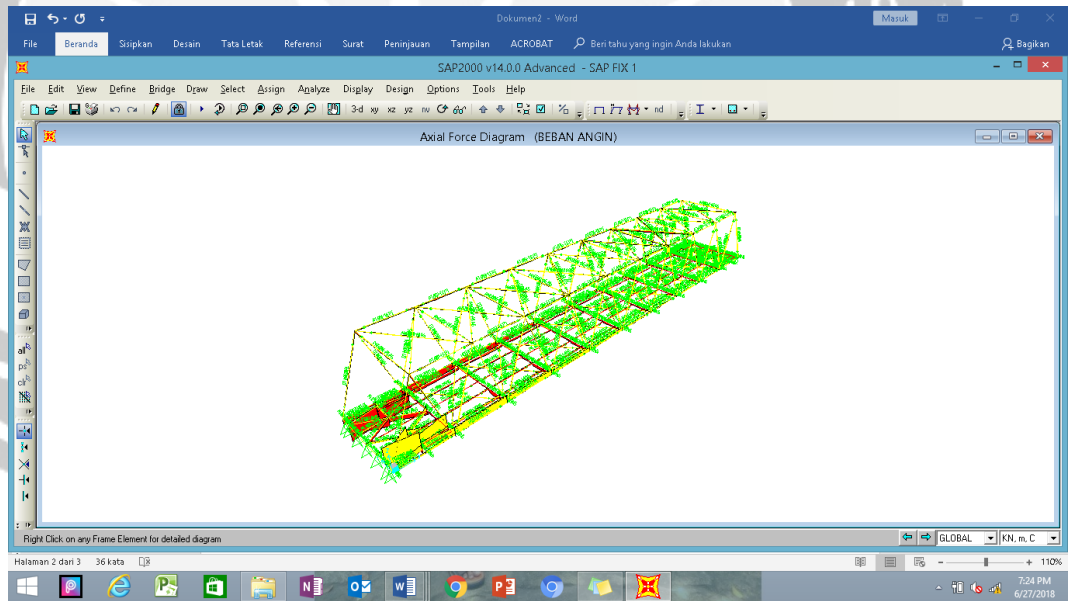 Dokumen2 - Word
Masuk
File Beranda Sisipkan Desain Tata Letak Referensi Surat Peninjauan Tampilan ACROBAT Beri tahu yang ingin Anda lakukan Bagikan
SAP2000 v14.0.0 Advanced - SAP FIX 1
File Edit View Define Bridge Draw Select Assign Analyze Display Design Options Tools Help
3-d xy xz yz nv nd
Axial Force Diagram (BEBAN ANGIN)
all
ps
clr
Right Click on any Frame Element for detailed diagram
GLOBAL
KN, m, C
Halaman 2 dari 3 36 kata
110%
7:24 PM
6/27/2018